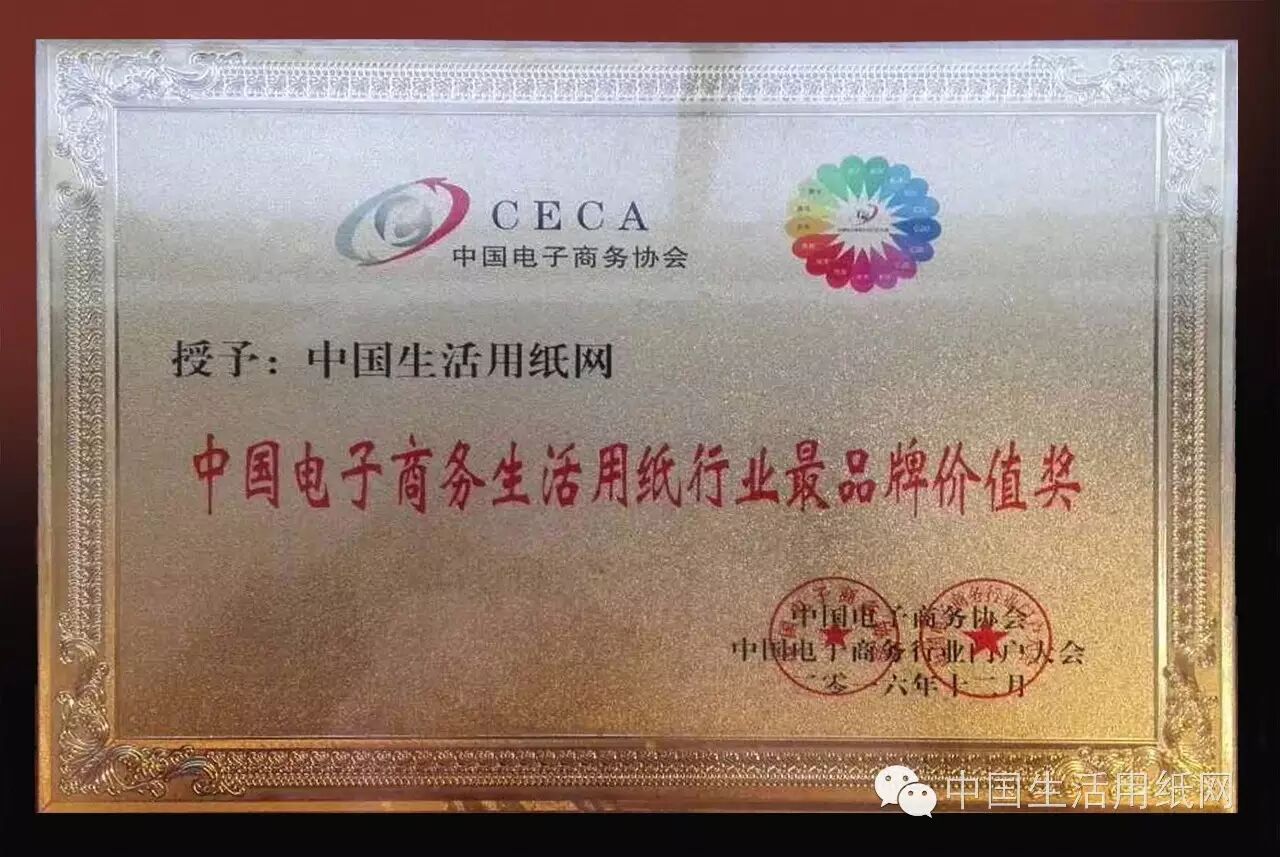 CECA
中国电子商务协会
授予：中国生活用纸网
中国电子商务生活用纸行业最品牌价值奖
中国电子商务协会
中国电子商务行业门户大会
二零一六年十二月
中国生活用纸网